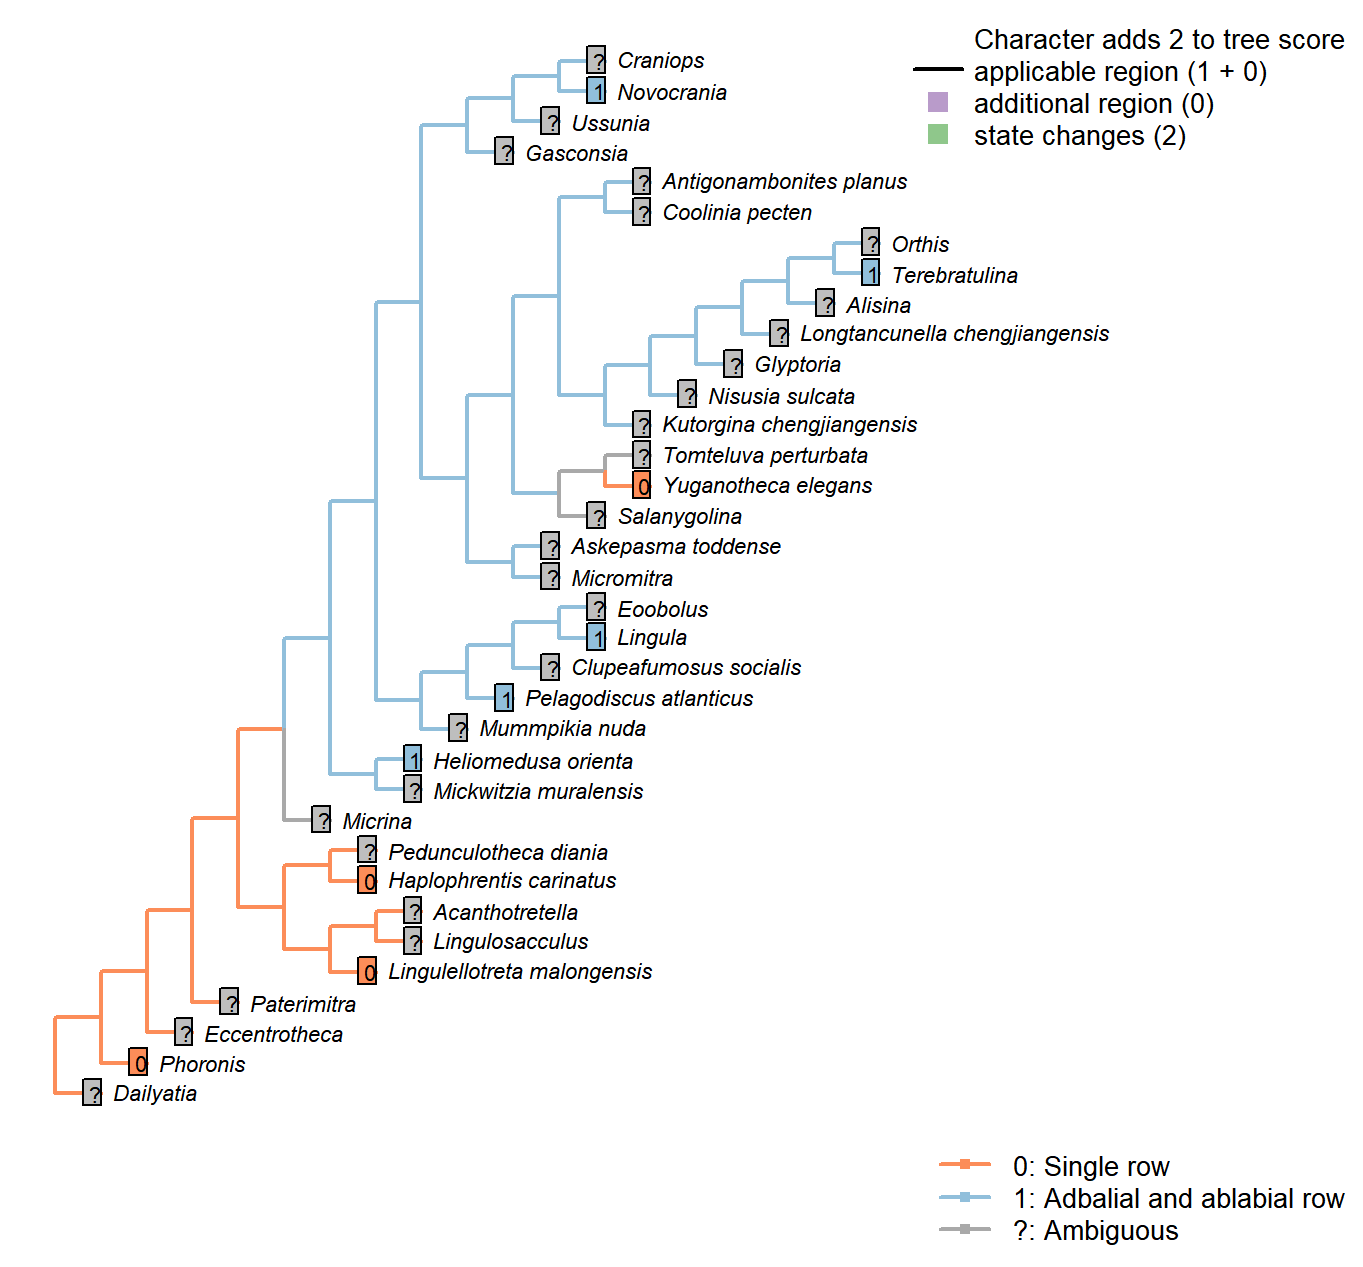 Character adds 2 to tree score
applicable region (1 + 0)
additional region (0)
state changes (2)
? Craniops
1 Novocrania
? Ussunia
? Gasconsia
? Antigonambonites planus
? Coolinia pecten
? Orthis
1 Terebratulina
? Alisina
? Longtancunella chengjiangensis
? Glyptoria
? Nisusia sulcata
? Kutorgina chengjiangensis
? Tomteluva perturbata
0 Yuganotheca elegans
? Salanygolina
? Askepasma toddense
? Micromitra
? Eoobolus
1 Lingula
? Clupeafumosus socialis
1 Pelagodiscus atlanticus
? Mummpikia nuda
1 Heliomedusa orienta
? Mickwitzia muralensis
? Micrina
? Pedunculotheca diania
0 Haplophrentis carinatus
? Acanthotretella
? Lingulosacculus
0 Lingulellotreta malongensis
? Paterimitra
? Eccentrotheca
0 Phoronis
? Dailyatia
0: Single row
1: Adbalial and ablabial row
?: Ambiguous